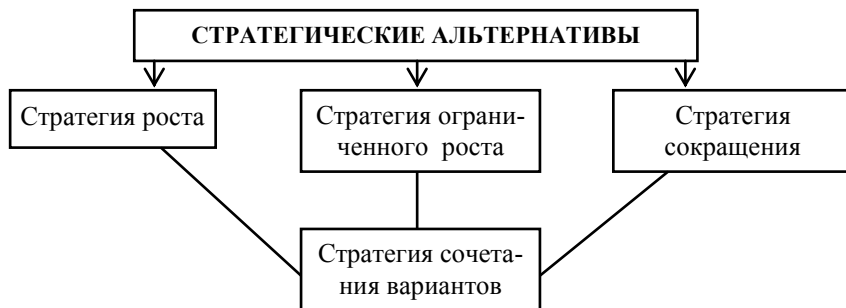 СТРАТЕГИЧЕСКИЕ АЛЬТЕРНАТИВЫ
Стратегия роста
Стратегия ограни-
ченного роста
Стратегия
сокращения
Стратегия сочета-
ния вариантов